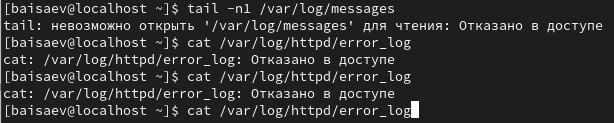 [baisaev@localhost ~]$ tail -n1 /var/log/messages
tail: невозможно открыть '/var/log/messages' для чтения: Отказано в доступе
[baisaev@localhost ~]$ cat /var/log/httpd/error_log
cat: /var/log/httpd/error_log: Отказано в доступе
[baisaev@localhost ~]$ cat /var/log/httpd/error_log
cat: /var/log/httpd/error_log: Отказано в доступе
[baisaev@localhost ~]$ cat /var/log/httpd/error_log